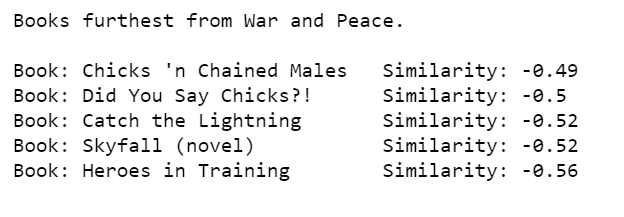 Books furthest from War and Peace.
Book: Chicks 'n Chained Males Similarity: -0.49
Book: Did You Say Chicks?! Similarity: -0.5
Book: Catch the Lightning Similarity: -0.52
Book: Skyfall (novel) Similarity: -0.52
Book: Heroes in Training Similarity: -0.56